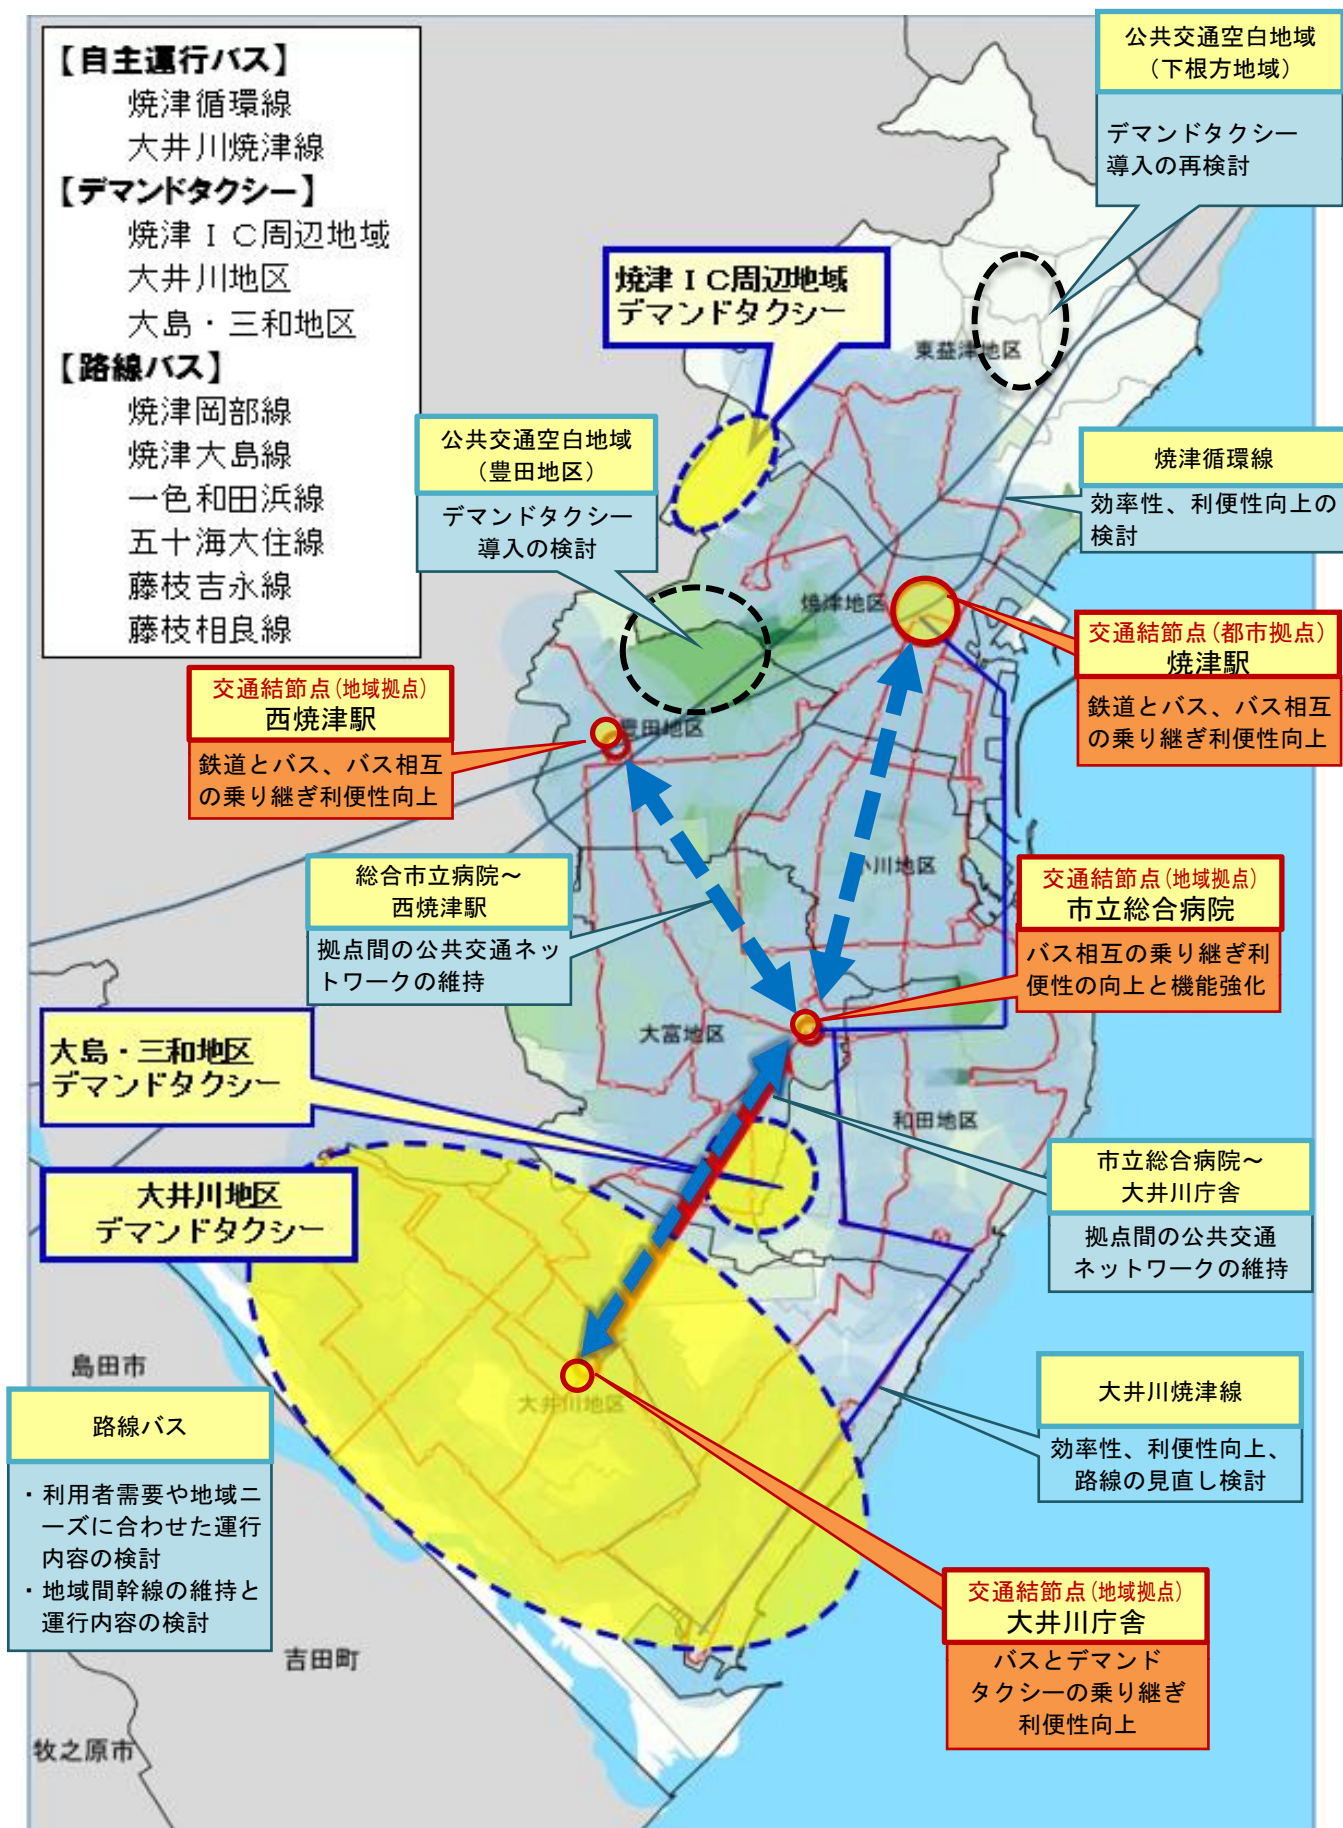 【自主運行バス】
焼津循環線
大井川焼津線
【デマンドタクシー】
焼津ＩＣ周辺地域
大井川地区
大島・三和地区
【路線バス】
焼津岡部線
焼津大島線
一色和田浜線
五十海大住線
藤枝吉永線
藤枝相良線
公共交通空白地域
（下根方地域）
デマンドタクシー
導入の再検討
焼津ＩＣ周辺地域
デマンドタクシー
東益津地区
公共交通空白地域
（豊田地区）
デマンドタクシー
導入の検討
焼津循環線
効率性、利便性向上の
検討
焼津地区
交通結節点（都市拠点）
焼津駅
鉄道とバス、バス相互
の乗り継ぎ利便性向上
交通結節点（地域拠点）
西焼津駅
鉄道とバス、バス相互
の乗り継ぎ利便性向上
豊田地区
総合市立病院～
西焼津駅
拠点間の公共交通ネッ
トワークの維持
小川地区
交通結節点（地域拠点）
市立総合病院
バス相互の乗り継ぎ利
便性の向上と機能強化
大富地区
大島・三和地区
デマンドタクシー
和田地区
市立総合病院～
大井川庁舎
拠点間の公共交通
ネットワークの維持
大井川地区
デマンドタクシー
島田市
大井川地区
大井川焼津線
効率性、利便性向上、
路線の見直し検討
路線バス
・利用者需要や地域ニ
ーズに合わせた運行
内容の検討
・地域間幹線の維持と
運行内容の検討
交通結節点（地域拠点）
大井川庁舎
バスとデマンド
タクシーの乗り継ぎ
利便性向上
吉田町
牧之原市